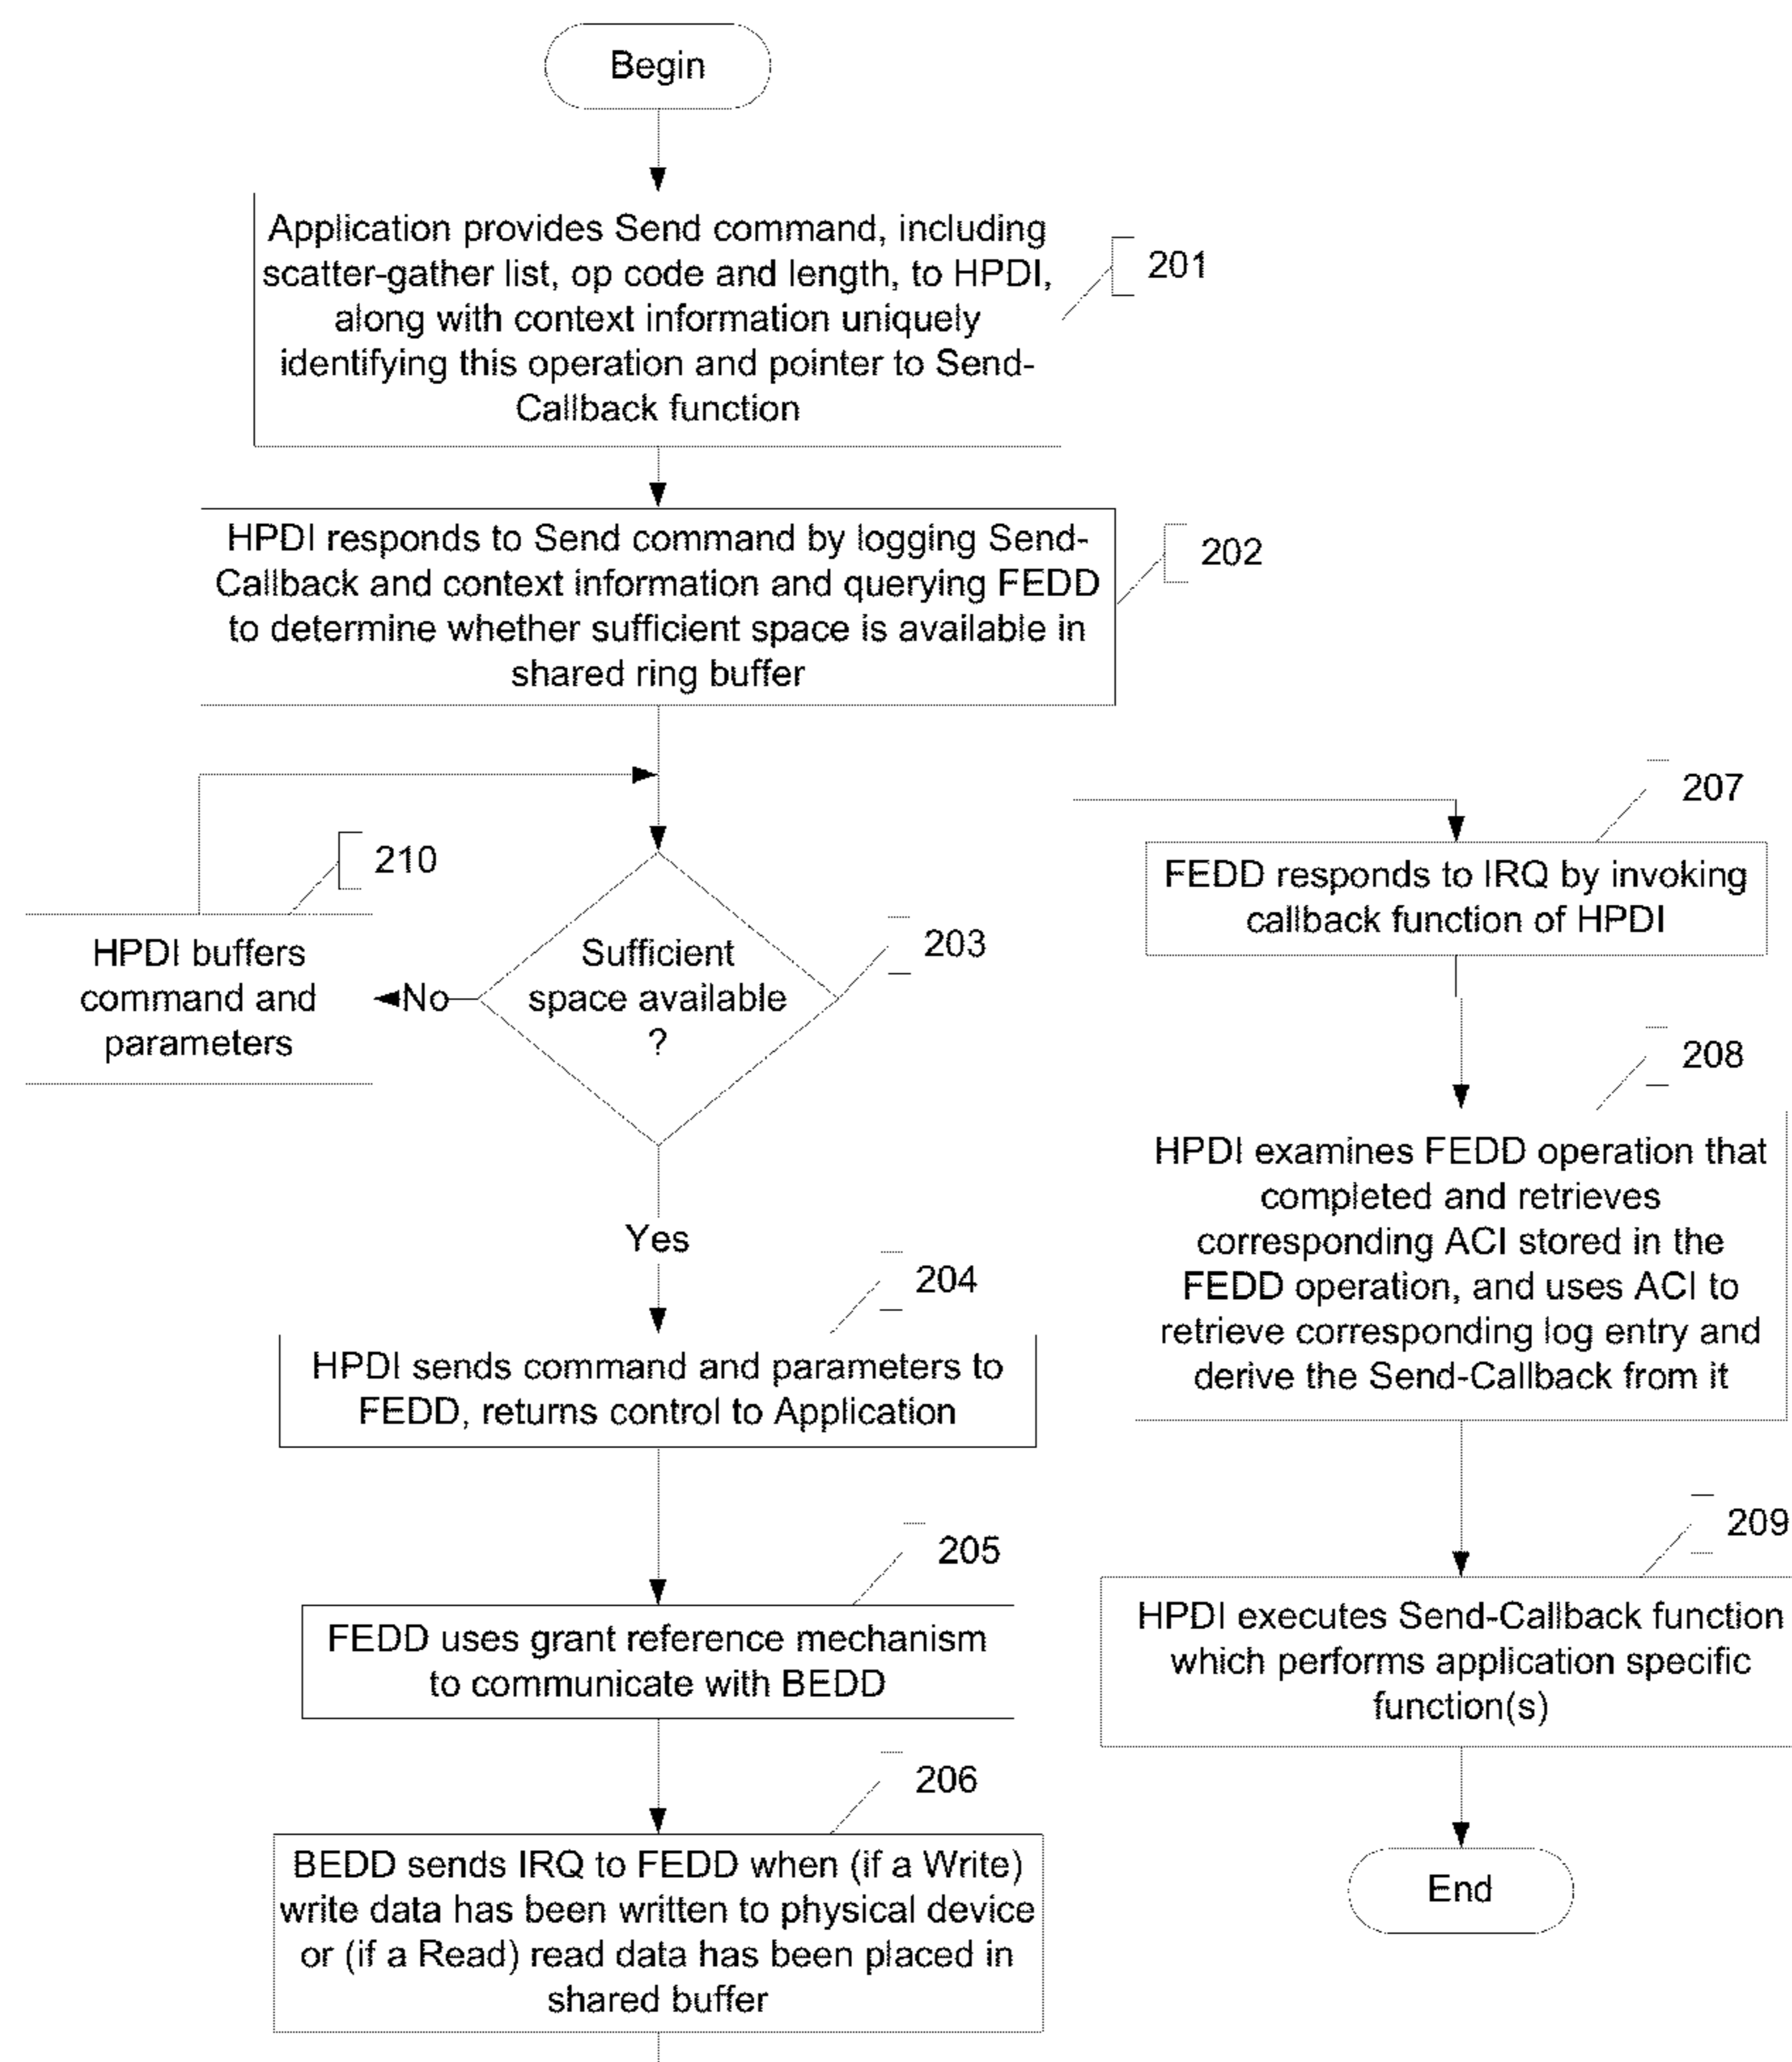 Begin
Application provides Send command, including
scatter-gather list, op code and length, to HPDI,
along with context information uniquely
identifying this operation and pointer to Send-
Callback function
201
HPDI responds to Send command by logging Send-
Callback and context information and querying FEDD
to determine whether sufficient space is available in
shared ring buffer
202
210
HPDI buffers
command and
parameters
No
Sufficient
space available
?
203
Yes
204
HPDI sends command and parameters to
FEDD, returns control to Application
205
FEDD uses grant reference mechanism
to communicate with BEDD
206
BEDD sends IRQ to FEDD when (if a Write)
write data has been written to physical device
or (if a Read) read data has been placed in
shared buffer
207
FEDD responds to IRQ by invoking
callback function of HPDI
208
HPDI examines FEDD operation that
completed and retrieves
corresponding ACI stored in the
FEDD operation, and uses ACI to
retrieve corresponding log entry and
derive the Send-Callback from it
209
HPDI executes Send-Callback function
which performs application specific
function(s)
End